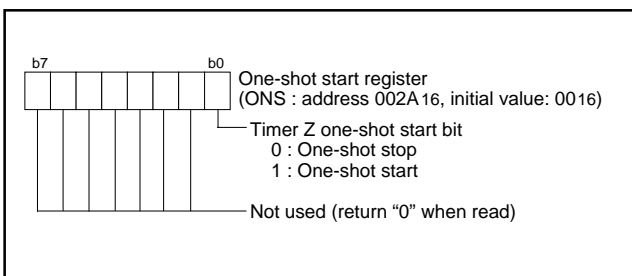 b7 b0
One-shot start register
(ONS : address 002A16, initial value: 0016)
Timer Z one-shot start bit
0 : One-shot stop
1 : One-shot start
Not used (return “0” when read)